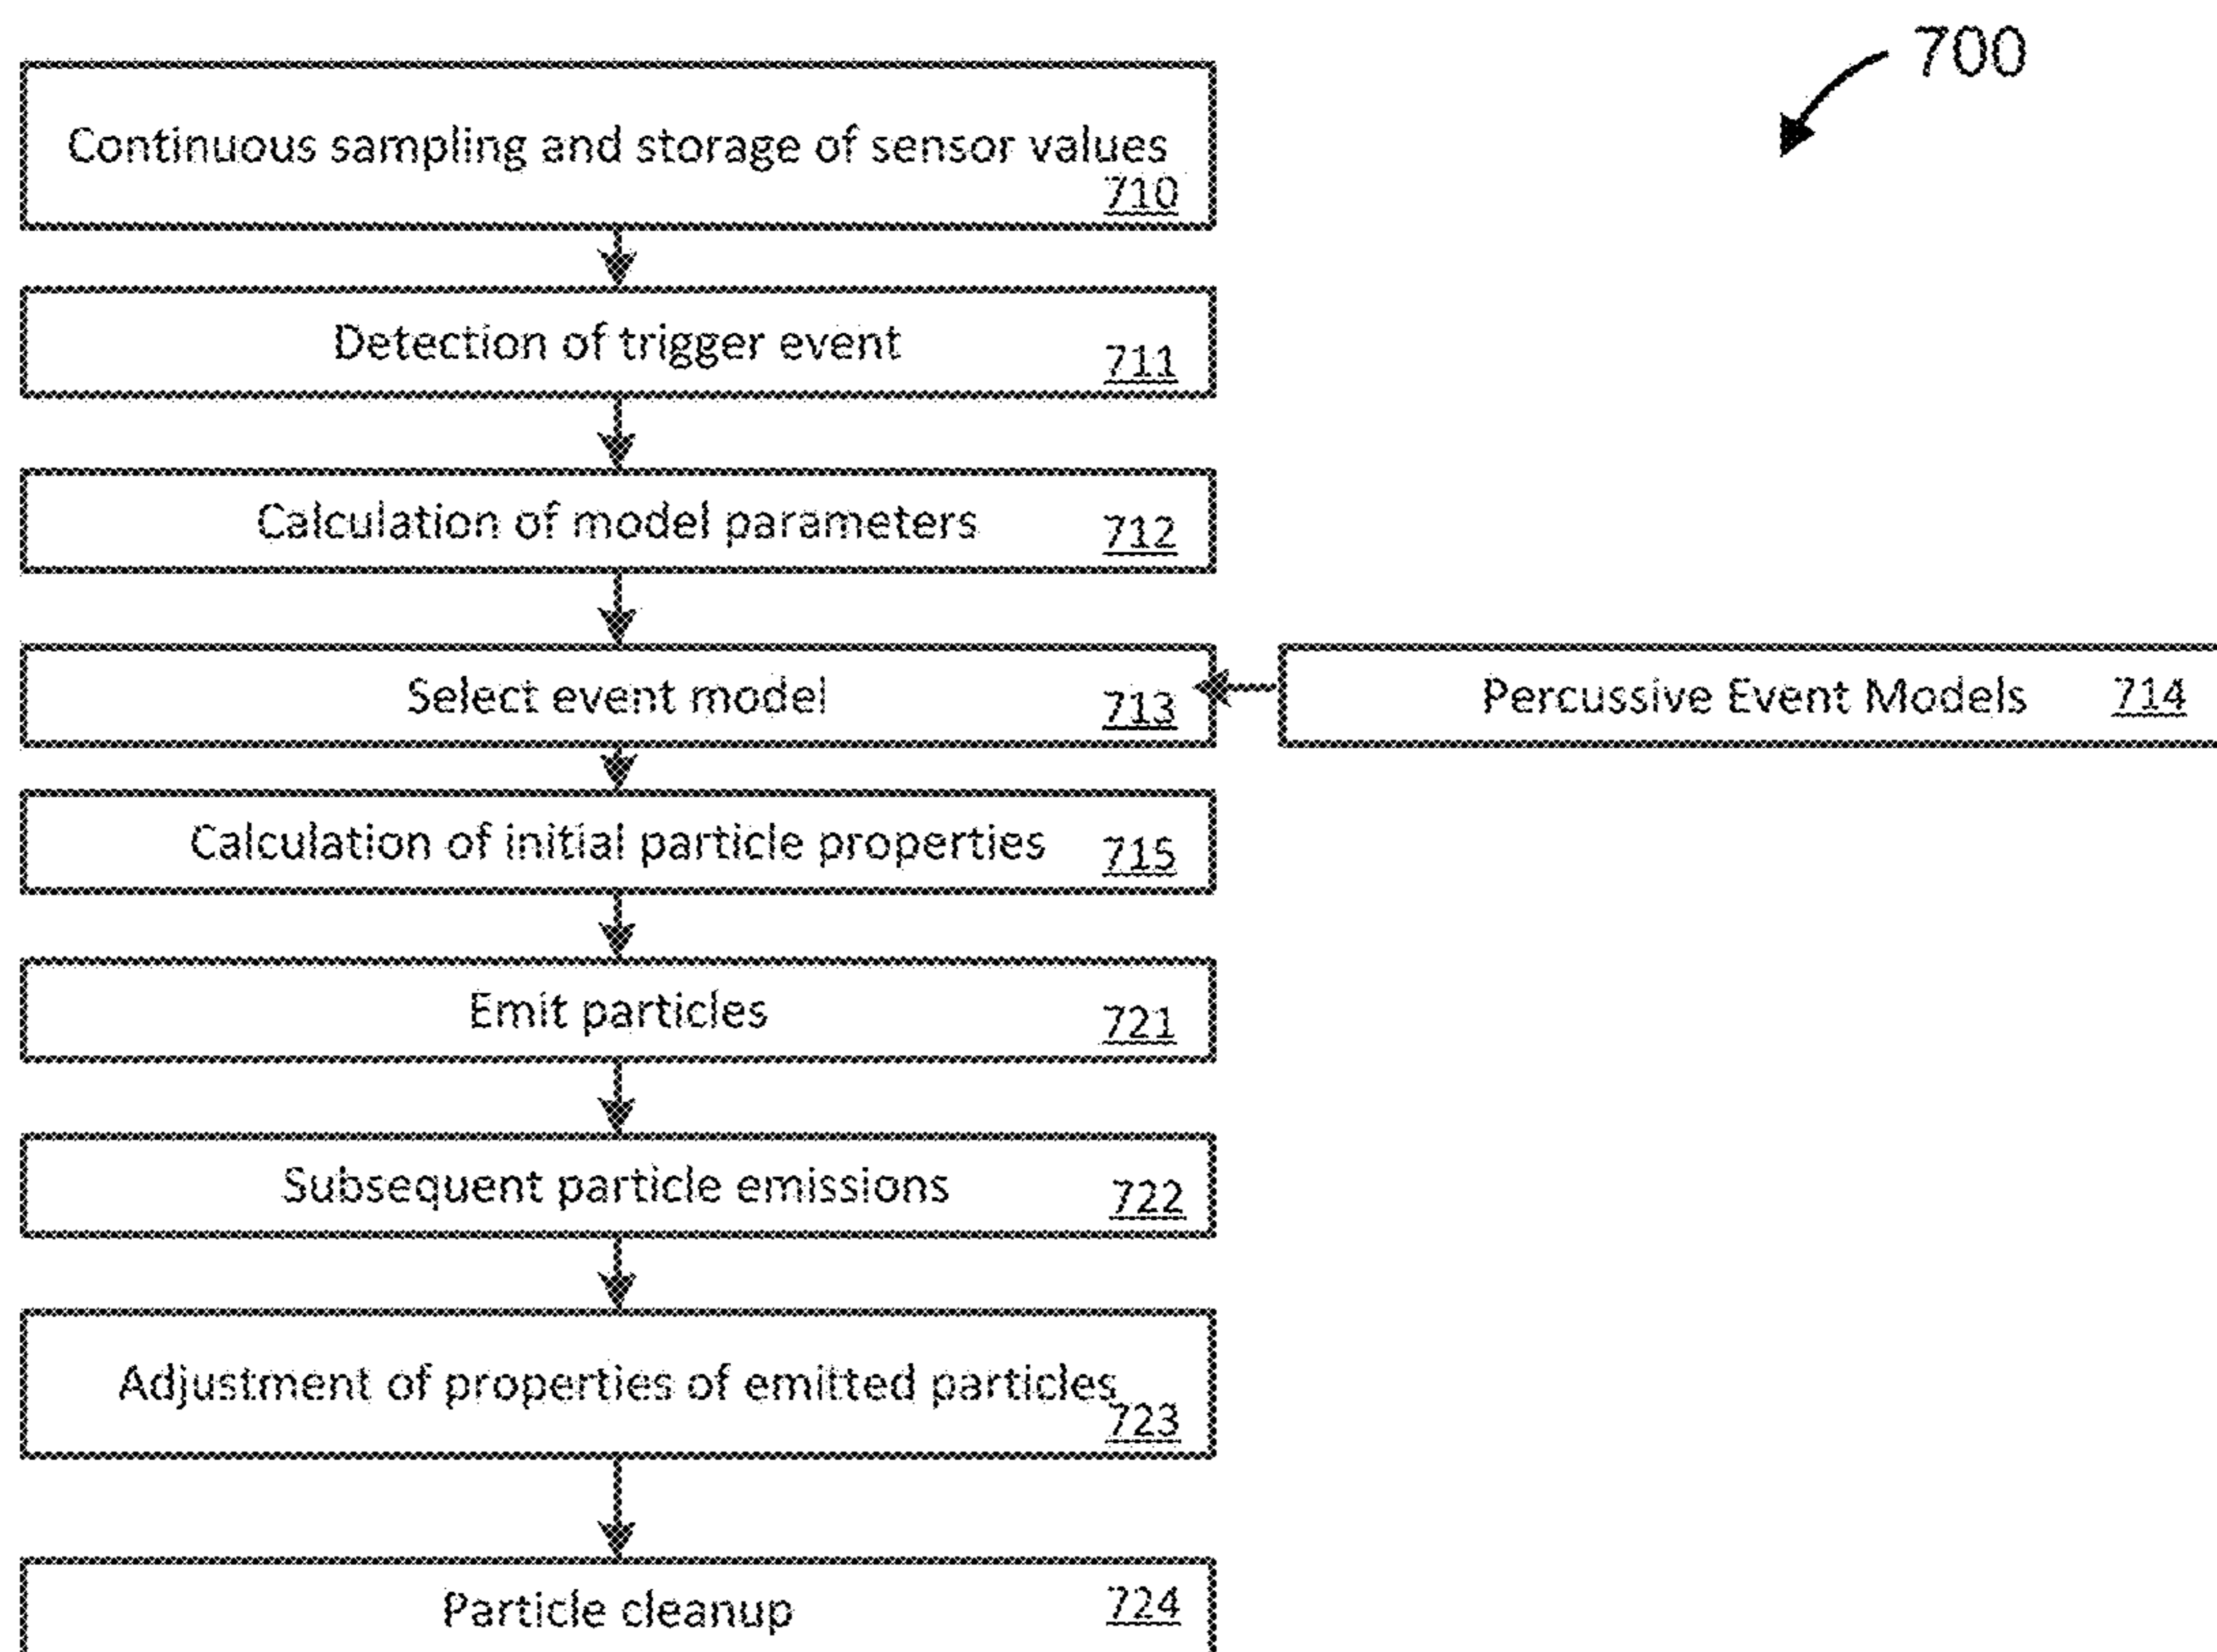 700
Continuous sampling and storage of sensor values
710
Detection of trigger event 711
Calculation of model parameters 712
Select event model 713
Percussive Event Models 714
Calculation of initial particle properties 715
Emit particles 721
Subsequent particle emissions 722
Adjustment of properties of emitted particles
723
Particle cleanup 724